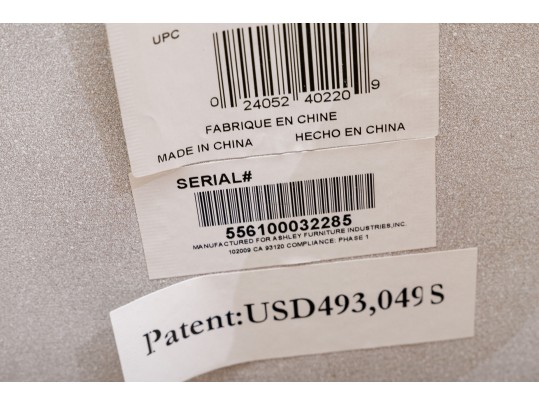 UPC
0 24052 40220 9
FABRIQUE EN CHINE
MADE IN CHINA HECHO EN CHINA
SERIAL#
556100032285
MANUFACTURED FOR ASHLEY FURNITURE INDUSTRIES,INC.
102009 CA 93120 COMPLIANCE: PHASE 1
Patent:USD493,049S